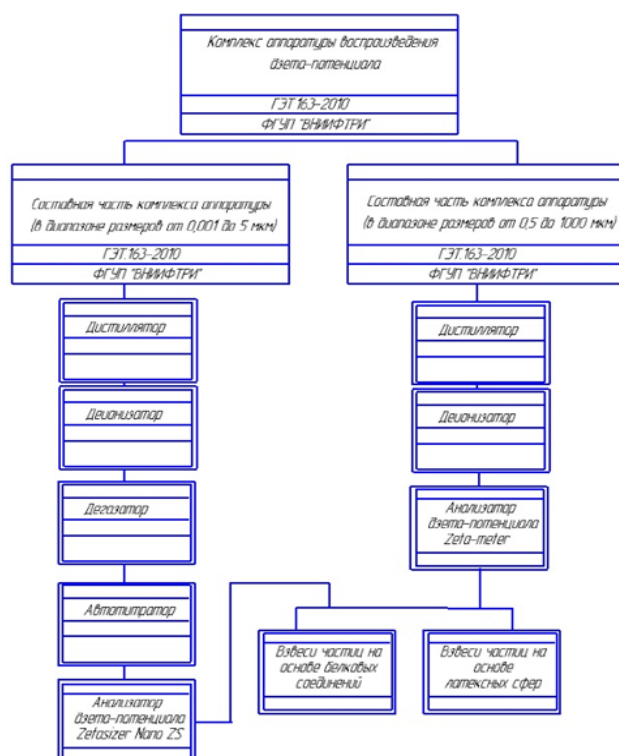 Комплекс аппаратуры воспроизведения
дзета-потенциала
ГЭТ 163-2010
ФГУП "ВНИИФТРИ"
Составная часть комплекса аппаратуры
(в диапазоне размеров от 0,001 до 5 мкм)
ГЭТ.163-2010
ФГУП "ВНИИФТРИ"
Составная часть комплекса аппаратуры
(в диапазоне размеров от 0,5 до 1000 мкм)
ГЭТ.163-2010
ФГУП "ВНИИФТРИ"
Дистиллятор
Деионизатор
Дегазатор
Автотитратор
Анализатор
дзета-потенциала
Zetasizer Nano ZS
Дистиллятор
Деионизатор
Анализатор
дзета-потенциала
Zeta-meter
Взвеси частиц на
основе белковых
соединений
Взвеси частиц на
основе
латексных сфер